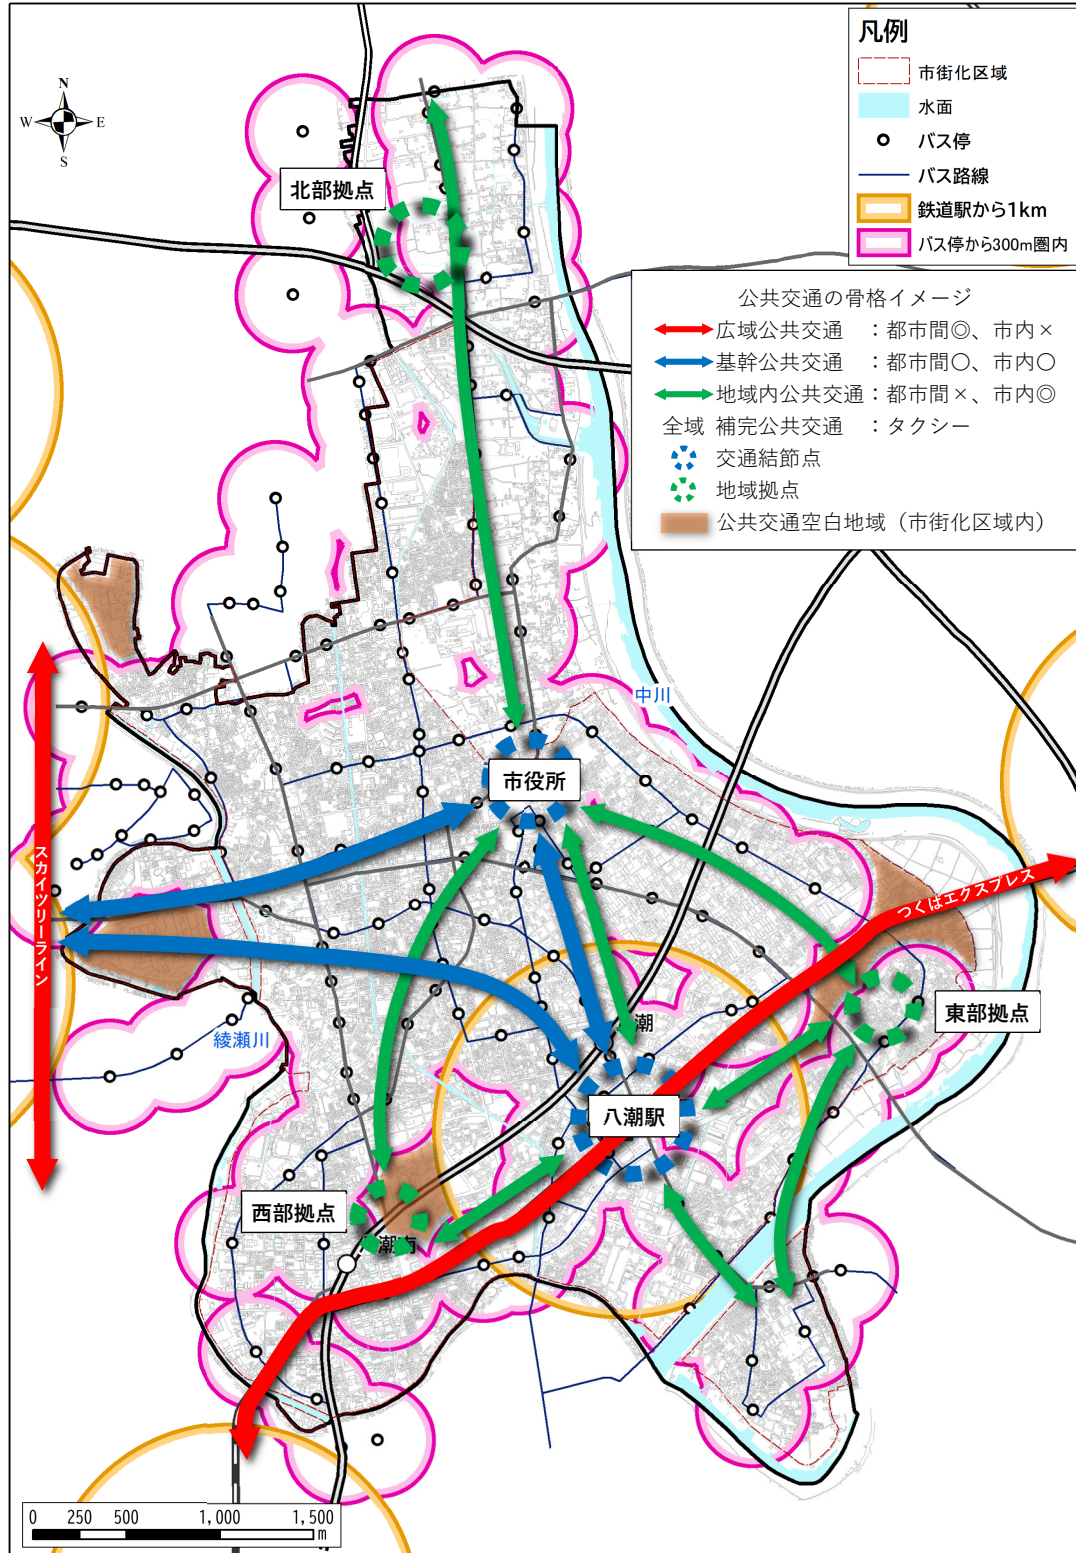 凡例
市街化区域
水面
バス停
バス路線
鉄道駅から1km
バス停から300m圏内
N
W
E
S
北部拠点
公共交通の骨格イメージ
広域公共交通 ：都市間◎、市内×
基幹公共交通 ：都市間〇、市内〇
地域内公共交通：都市間×、市内◎
全域 補完公共交通 ：タクシー
交通結節点
地域拠点
公共交通空白地域（市街化区域内）
中川
市役所
スカイツリーライン
つくばエクスプレス
東部拠点
綾瀬川
潮
八潮駅
西部拠点
潮南
0 250 500 1,000 1,500
m